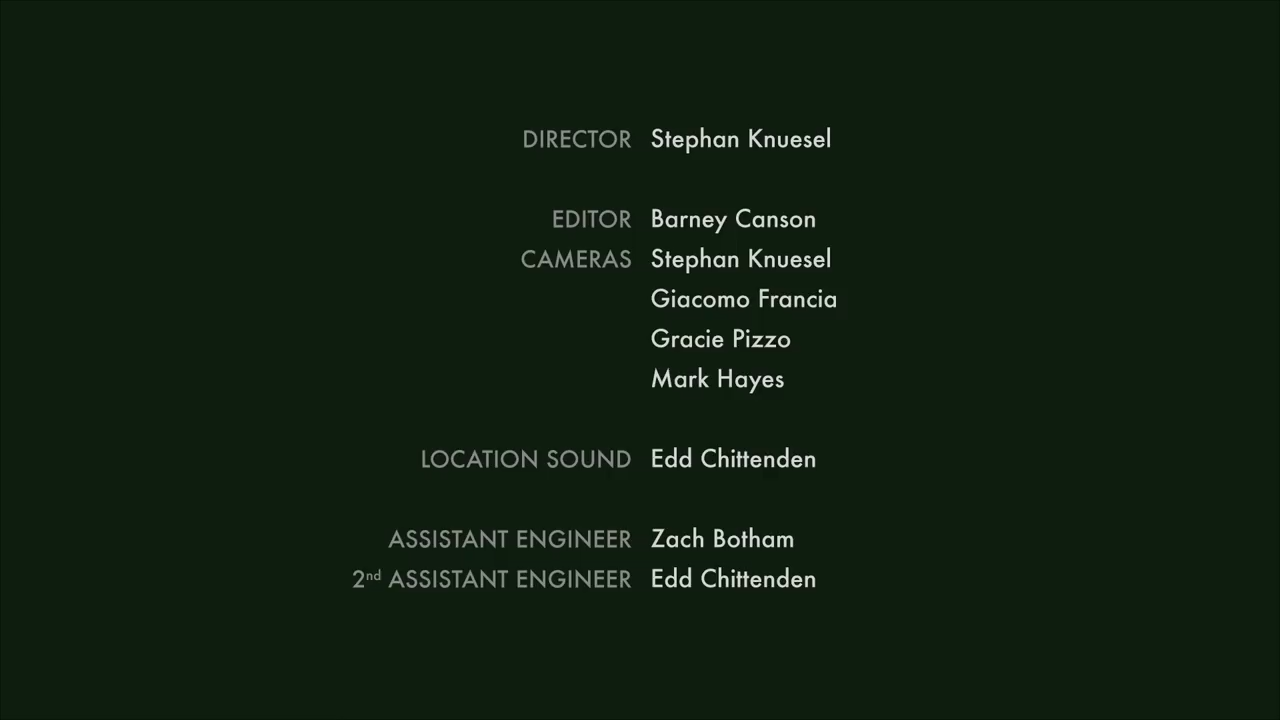 DIRECTOR Stephan Knuesel
EDITOR Barney Canson
CAMERAS Stephan Knuesel
Giacomo Francia
Gracie Pizzo
Mark Hayes
LOCATION SOUND Edd Chittenden
ASSISTANT ENGINEER Zach Botham
2nd ASSISTANT ENGINEER Edd Chittenden